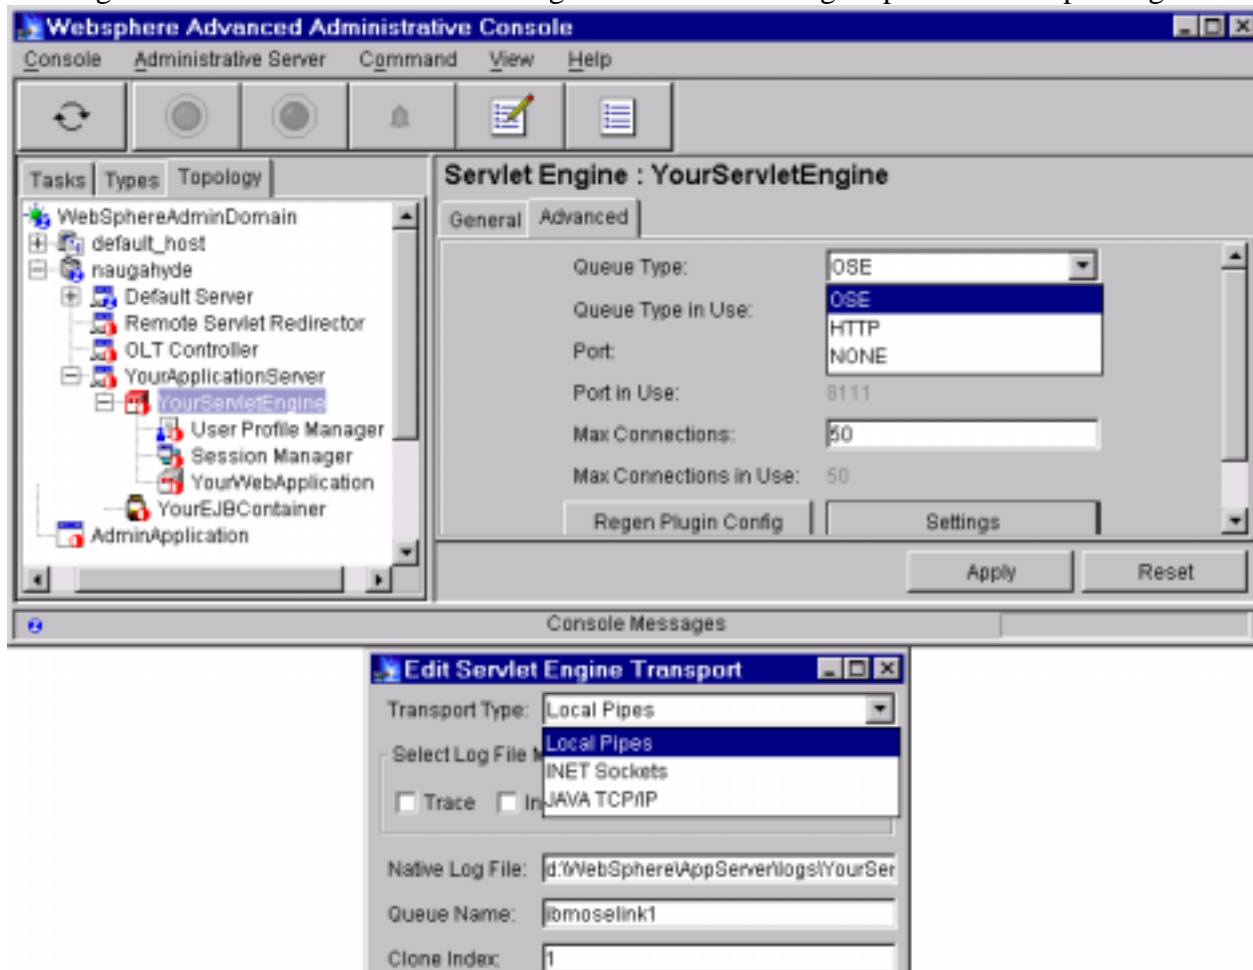 Websphere Advanced Administrative Console
Console Administrative Server Command View Help
Tasks Types Topology
WebSphereAdminDomain
default_host
naugahyde
Default Server
Remote Servlet Redirector
OLT Controller
YourApplicationServer
YourServletEngine
User Profile Manager
Session Manager
YourWebApplication
YourEJBContainer
AdminApplication
Servlet Engine : YourServletEngine
General Advanced
Queue Type: OSE
OSE
HTTP
NONE
Queue Type in Use:
Port:
Port in Use: 8111
Max Connections: 50
Max Connections in Use: 50
Regen Plugin Config Settings
Apply Reset
Console Messages
Edit Servlet Engine Transport
Transport Type: Local Pipes
Local Pipes
INET Sockets
JAVA TCP/IP
Select Log File
Trace
Native Log File: d:\WebSphere\AppServer\logs\YourSer
Queue Name: ibmoselink1
Clone Index: 1